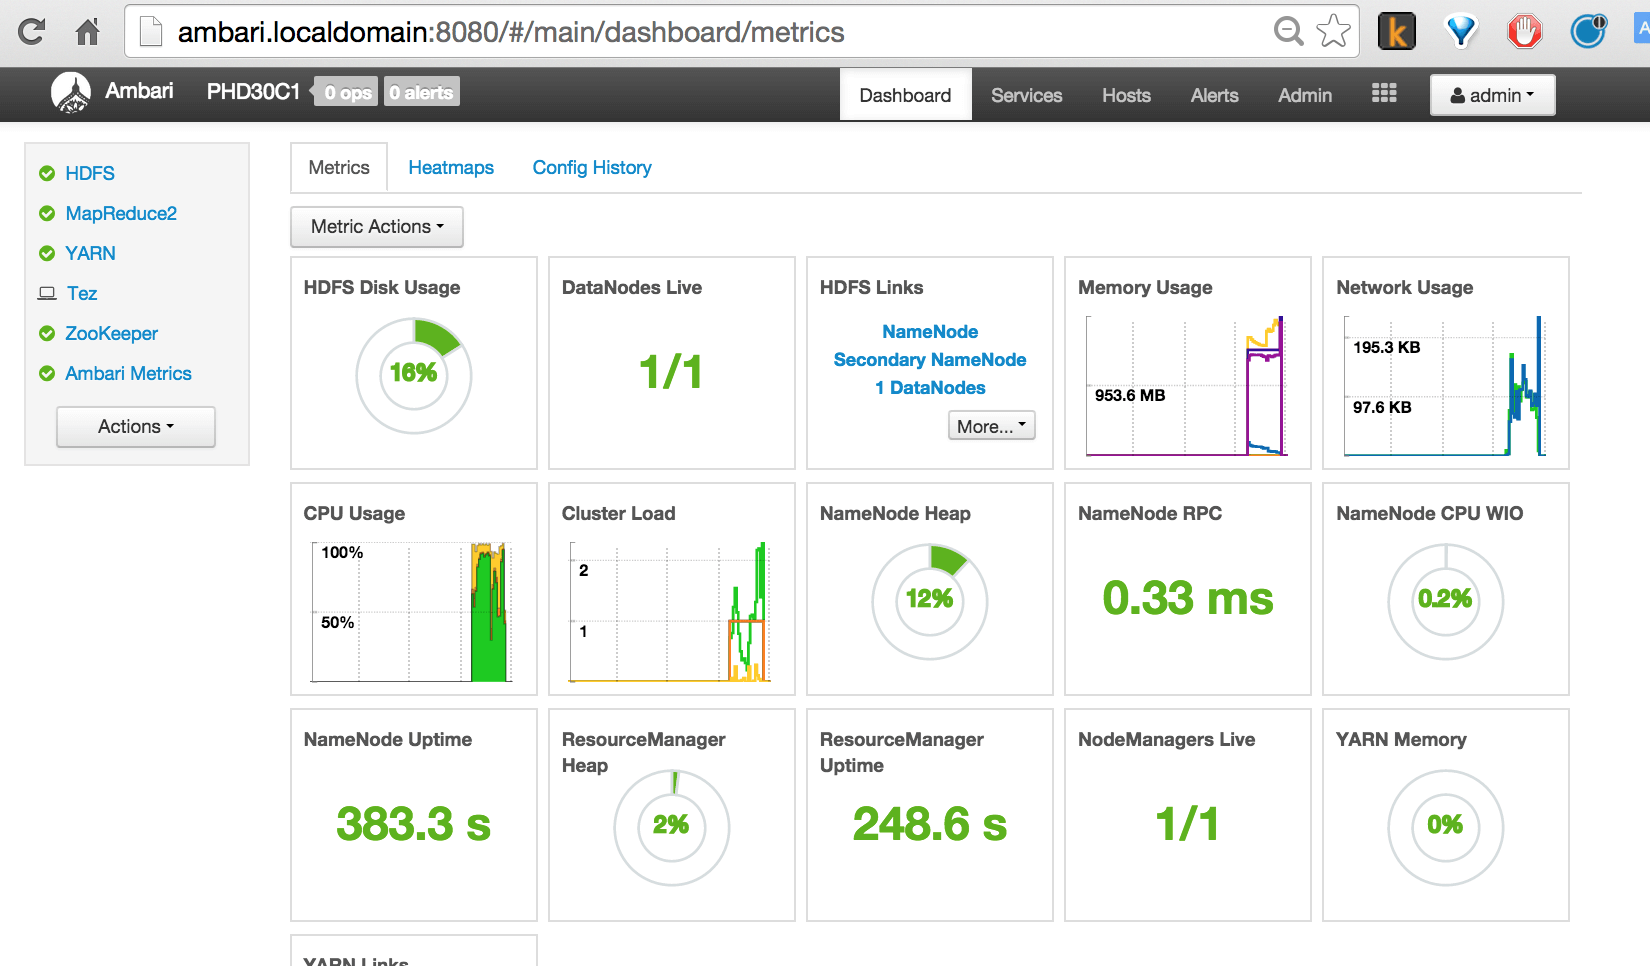 ambari.localdomain:8080/#/main/dashboard/metrics
Ambari PHD30C1 0 ops 0 alerts Dashboard Services Hosts Alerts Admin admin
HDFS
MapReduce2
YARN
Tez
ZooKeeper
Ambari Metrics
Actions
Metrics Heatmaps Config History
Metric Actions
HDFS Disk Usage
16%
DataNodes Live
1/1
HDFS Links
NameNode
Secondary NameNode
1 DataNodes
More...
Memory Usage
953.6 MB
Network Usage
195.3 KB
97.6 KB
CPU Usage
100%
50%
Cluster Load
2
1
NameNode Heap
12%
NameNode RPC
0.33 ms
NameNode CPU WIO
0.2%
NameNode Uptime
383.3 s
ResourceManager
Heap
2%
ResourceManager
Uptime
248.6 s
NodeManagers Live
1/1
YARN Memory
0%
YARN Links